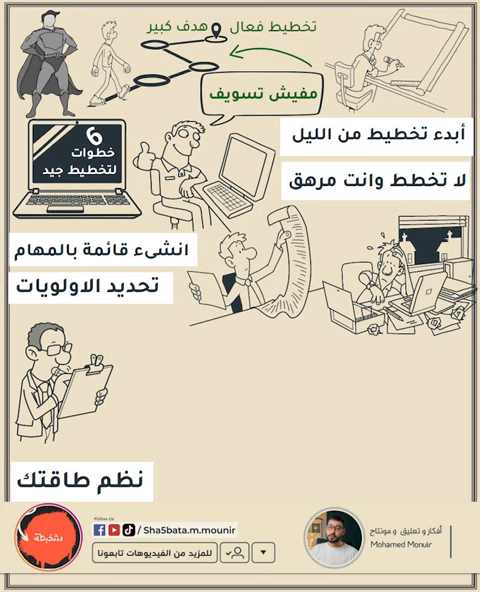 تخطيط فعال هدف كبير
مفيش تسويف
أبدء تخطيط من الليل
6
خطوات
لتخطيط جيد
لا تخطط وانت مرهق
انشىء قائمة بالمهام
تحديد الاولويات
نظم طاقتك
Follow Us
/ Sha5bata.m.mounir
للمزيد من الفيديوهات تابعونا
شخبطة
أفكار و تعليق و مونتاج
Mohamed Monuir